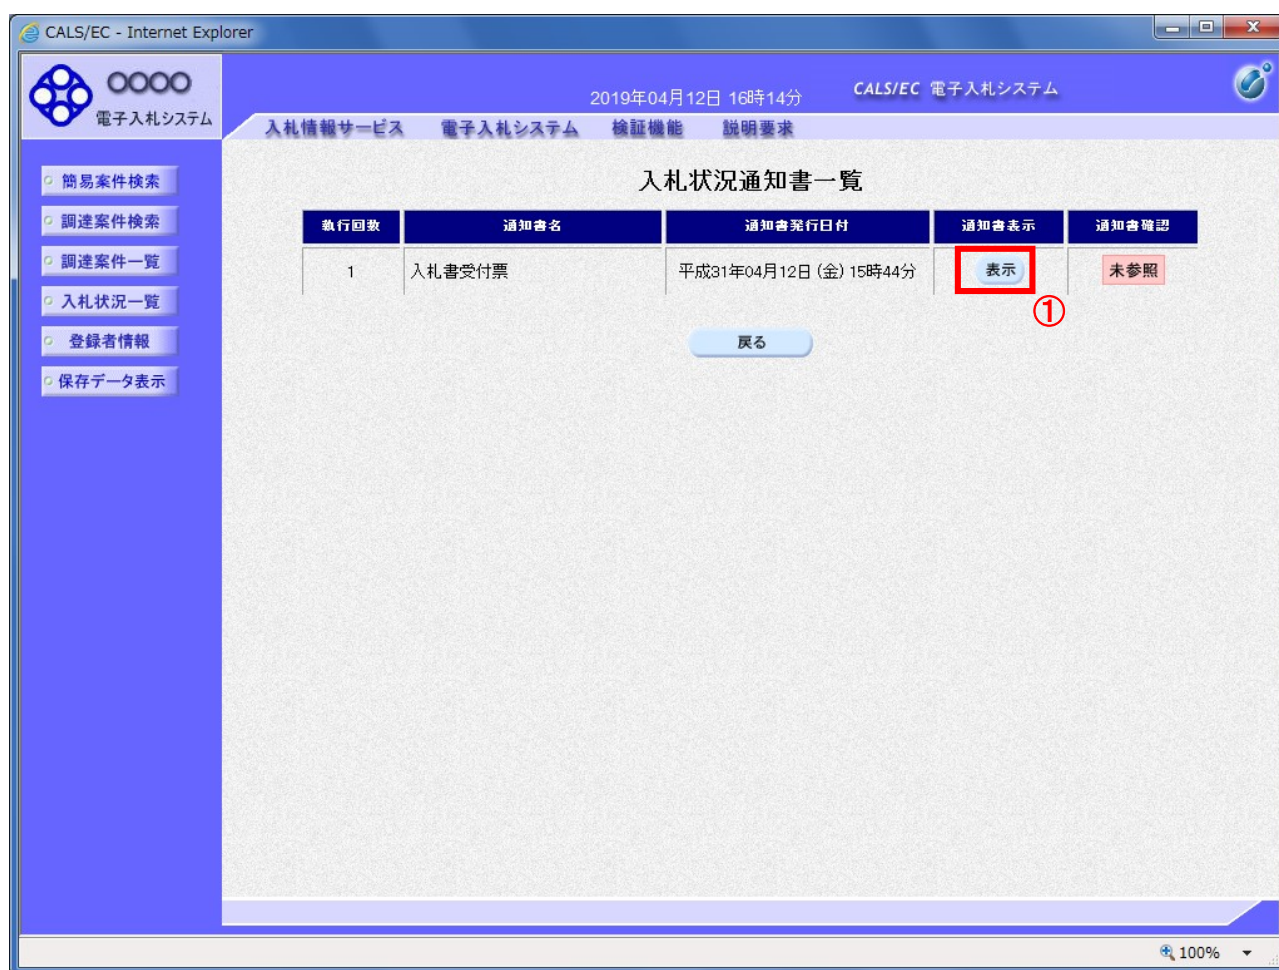 CALS/EC - Internet Explorer
OOOO
電子入札システム
2019年04月12日 16時14分
CALS/EC 電子入札システム
入札情報サービス 電子入札システム 検証機能 説明要求
簡易案件検索
調達案件検索
調達案件一覧
入札状況一覧
登録者情報
保存データ表示
入札状況通知書一覧
執行回数 通知書名 通知書発行日付 通知書表示 通知書確認
1 入札書受付票 平成31年04月12日 (金) 15時44分 表示 未参照
①
戻る
100%